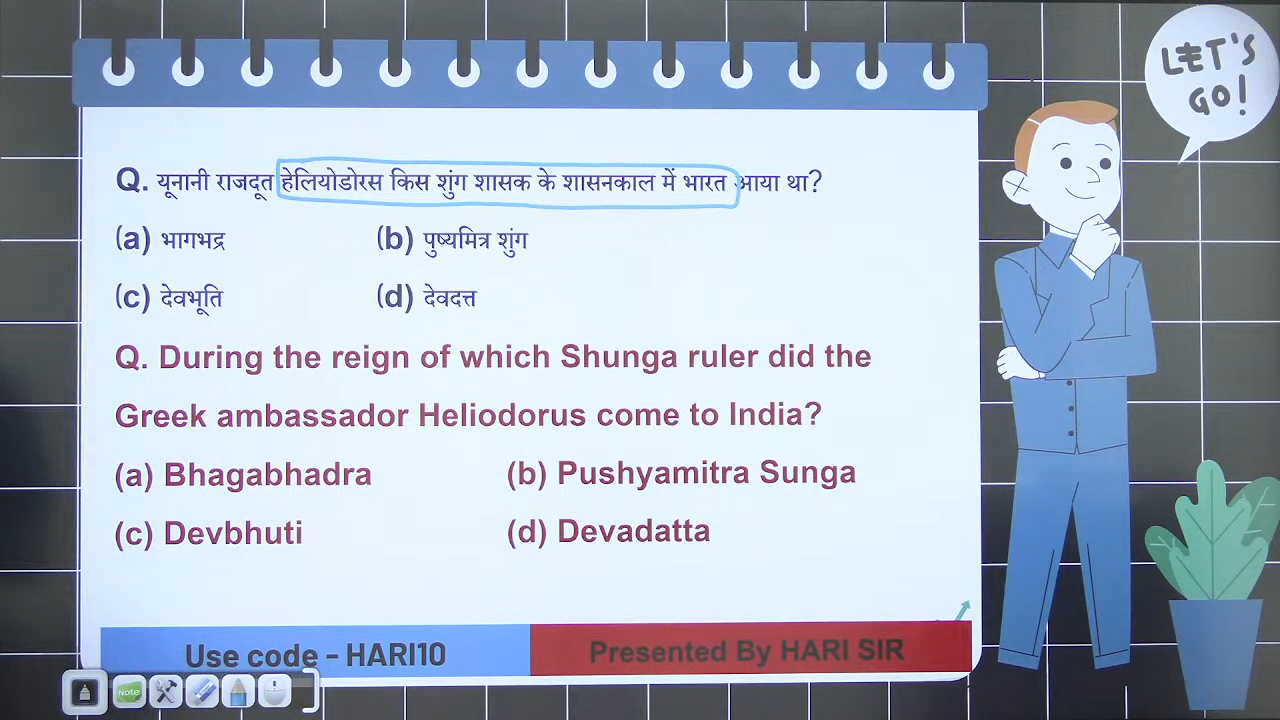 LET'S
GO!
Q. यूनानी राजदूत हेलियोडोरस किस शुंग शासक के शासनकाल में भारत आया था?
(a) भागभद्र (b) पुष्यमित्र शुंग
(c) देवभूति (d) देवदत्त
Q. During the reign of which Shunga ruler did the
Greek ambassador Heliodorus come to India?
(a) Bhagabhadra (b) Pushyamitra Sunga
(c) Devbhuti (d) Devadatta
Use code - HARI10 Presented By HARI SIR
Note